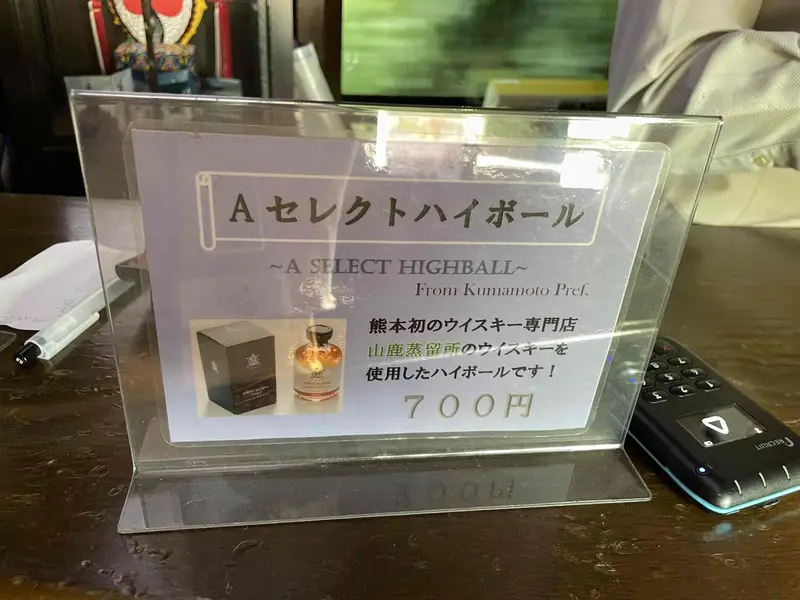 Aセレクトハイボール
~A SELECT HIGHBALL~
From Kumamoto Pref.
熊本初のウイスキー専門店
山鹿蒸留所のウイスキーを
使用したハイボールです！
７００円
RECRUIT